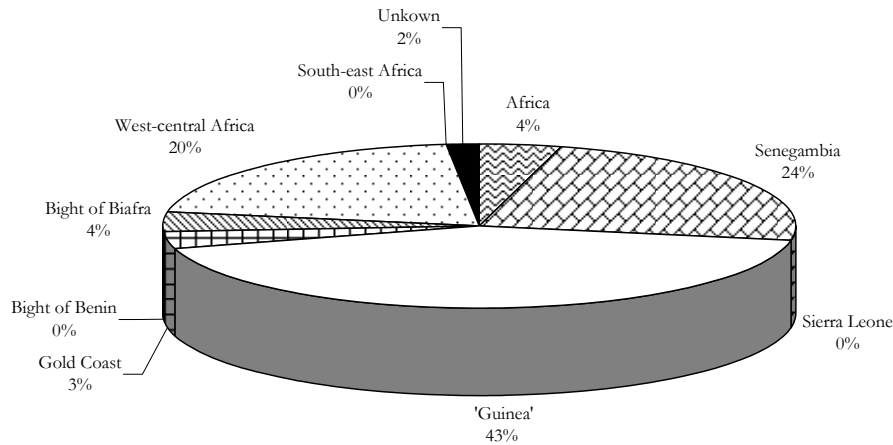 Unkown
2%
South-east Africa
0%
Africa
4%
West-central Africa
20%
Senegambia
24%
Bight of Biafra
4%
Bight of Benin
0%
Sierra Leone
0%
Gold Coast
3%
'Guinea'
43%